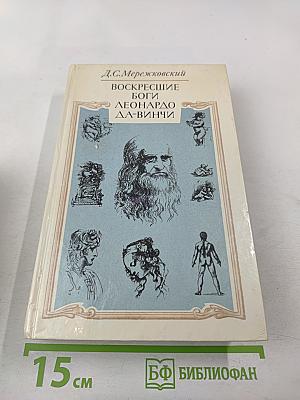 Д.С.Мережковский
ВОСКРЕСШИЕ
БОГИ
ЛЕОНАРДО
ДА-ВИНЧИ
15 см
БФ БИБЛИОФАН